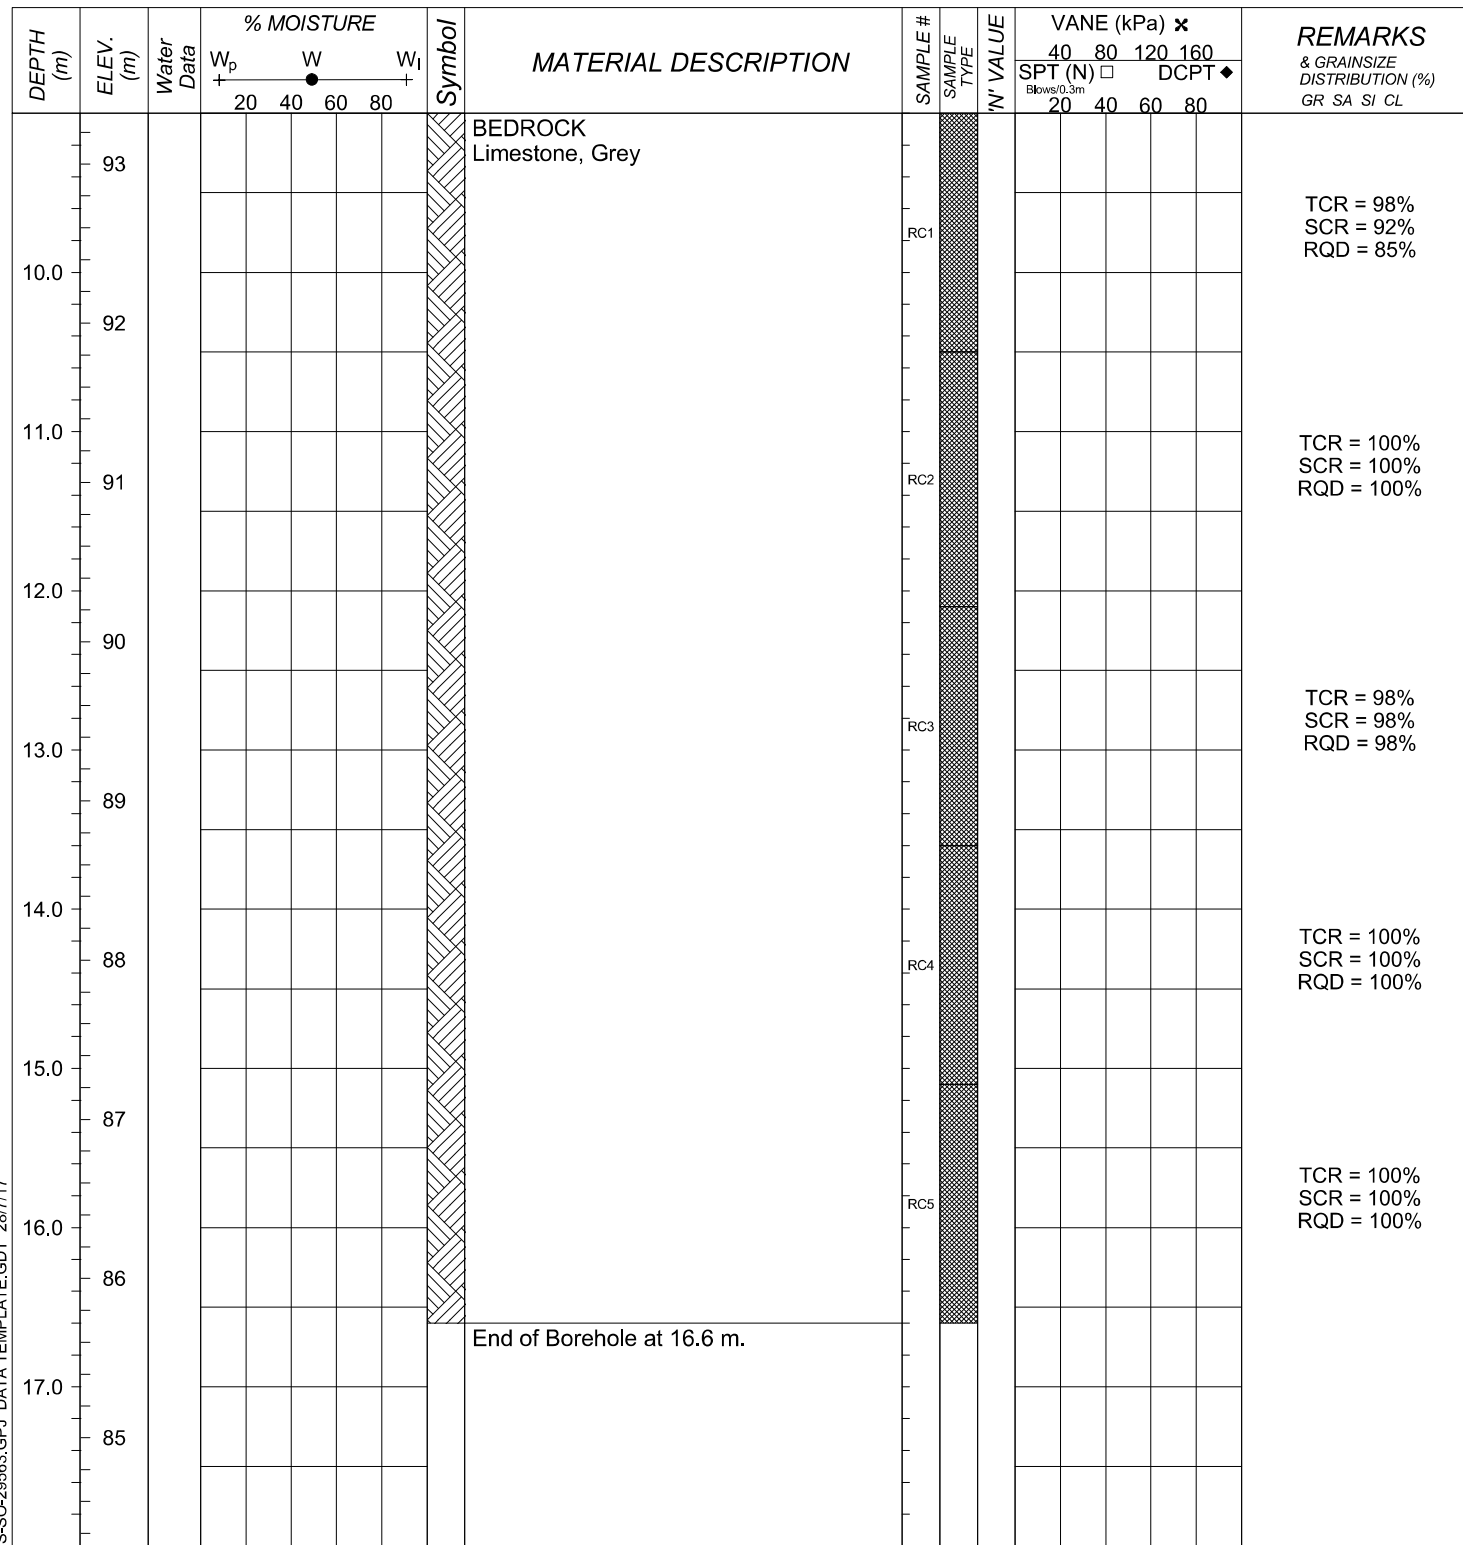 DEPTH (m)
ELEV. (m)
Water Data
% MOISTURE
Wp W Wl
20 40 60 80
Symbol
MATERIAL DESCRIPTION
SAMPLE #
SAMPLE TYPE
'N' VALUE
VANE (kPa)
40 80 120 160
SPT (N) □ DCPT ◆
Blows/0.3m
20 40 60 80
REMARKS
& GRAINSIZE
DISTRIBUTION (%)
GR SA SI CL
BEDROCK
Limestone, Grey
93
TCR = 98%
SCR = 92%
RC1
RQD = 85%
10.0
92
11.0
TCR = 100%
SCR = 100%
91
RC2
RQD = 100%
12.0
90
TCR = 98%
SCR = 98%
RC3
RQD = 98%
13.0
89
14.0
TCR = 100%
SCR = 100%
88
RC4
RQD = 100%
15.0
87
TCR = 100%
SCR = 100%
RC5
RQD = 100%
16.0
86
End of Borehole at 16.6 m.
17.0
85
DATA TEMPLATE.GDT